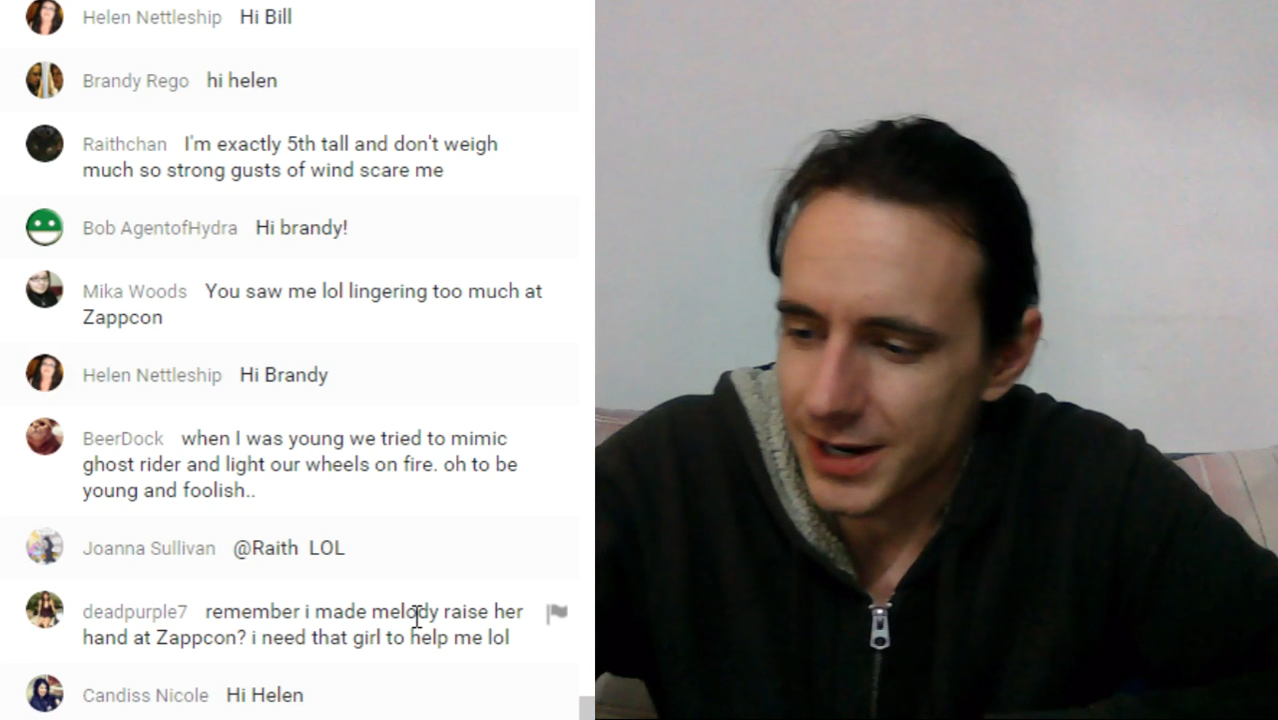 Helen Nettleship Hi Bill
Brandy Rego hi helen
Raithchan I'm exactly 5th tall and don't weigh
much so strong gusts of wind scare me
Bob AgentofHydra Hi brandy!
Mika Woods You saw me lol lingering too much at
Zappcon
Helen Nettleship Hi Brandy
BeerDock when I was young we tried to mimic
ghost rider and light our wheels on fire. oh to be
young and foolish..
Joanna Sullivan @Raith LOL
deadpurple7 remember i made melody raise her
hand at Zappcon? i need that girl to help me lol
Candiss Nicole Hi Helen